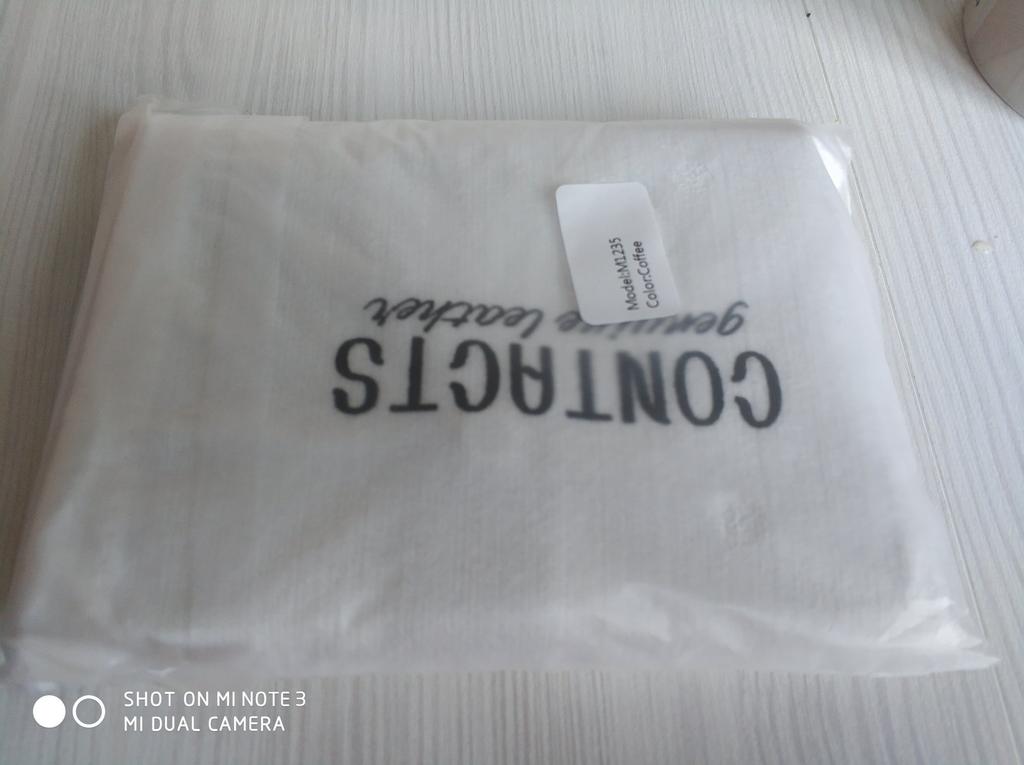 CONTACTS
genuine leather
Model:M1235
Color:Coffee
SHOT ON MI NOTE 3
MI DUAL CAMERA